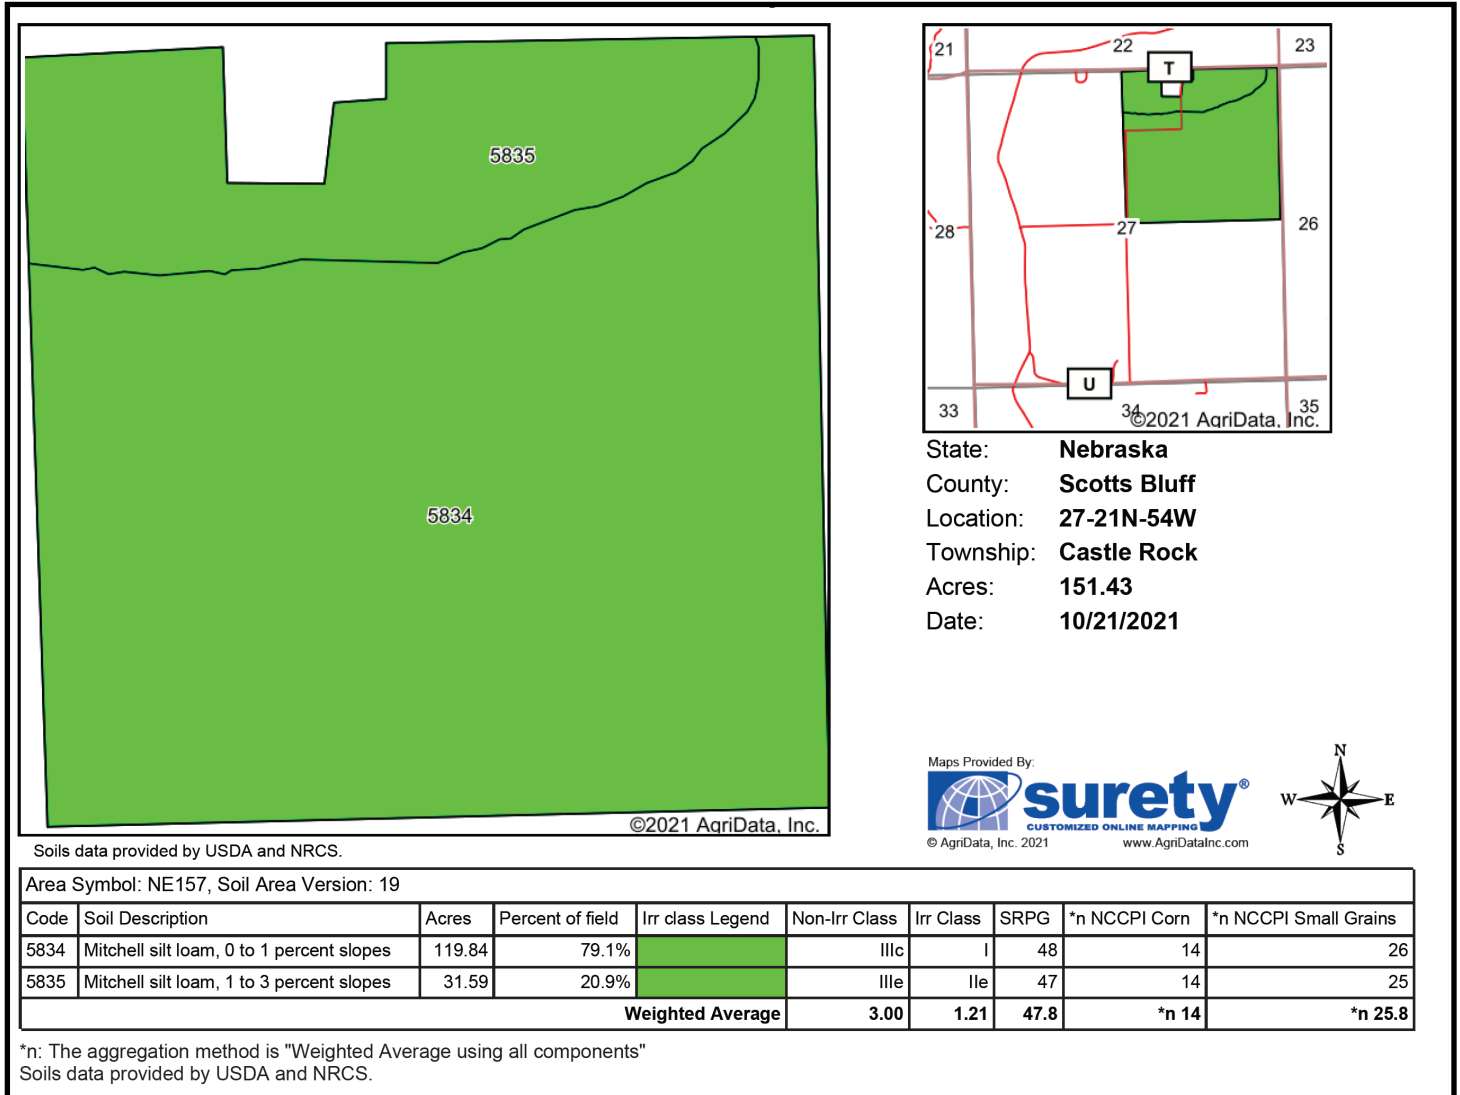 5835
5834
©2021 AgriData, Inc.
Soils data provided by USDA and NRCS.
21
22
23
T
28
27
26
U
33
34
35
©2021 AgriData, Inc.
State: Nebraska
County: Scotts Bluff
Location: 27-21N-54W
Township: Castle Rock
Acres: 151.43
Date: 10/21/2021
Maps Provided By:
surety®
CUSTOMIZED ONLINE MAPPING
© AgriData, Inc. 2021 www.AgriDataInc.com
N
W E
S
Area Symbol: NE157, Soil Area Version: 19
Code Soil Description Acres Percent of field Irr class Legend Non-Irr Class Irr Class SRPG *n NCCPI Corn *n NCCPI Small Grains
5834 Mitchell silt loam, 0 to 1 percent slopes 119.84 79.1% IIIc I 48 14 26
5835 Mitchell silt loam, 1 to 3 percent slopes 31.59 20.9% IIIe IIe 47 14 25
Weighted Average 3.00 1.21 47.8 *n 14 *n 25.8
*n: The aggregation method is "Weighted Average using all components"
Soils data provided by USDA and NRCS.